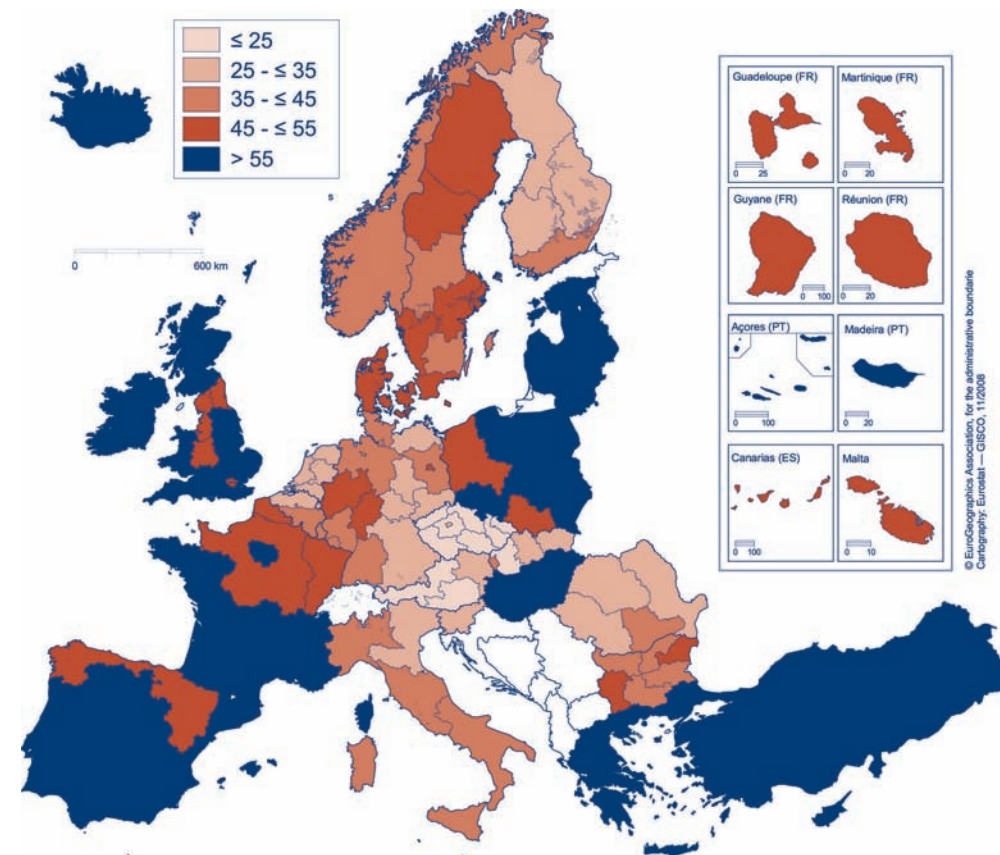 ≤ 25
25 - ≤ 35
35 - ≤ 45
45 - ≤ 55
> 55
s
0 600 km
Guadeloupe (FR)
0 25
Martinique (FR)
0 20
Guyane (FR)
0 100
Réunion (FR)
0 20
Açores (PT)
0 100
Madeira (PT)
0 20
Canarias (ES)
0 100
Malta
0 10
© EuroGeographics Association, for the administrative boundarie
Cartography: Eurostat — GISCO, 11/2008